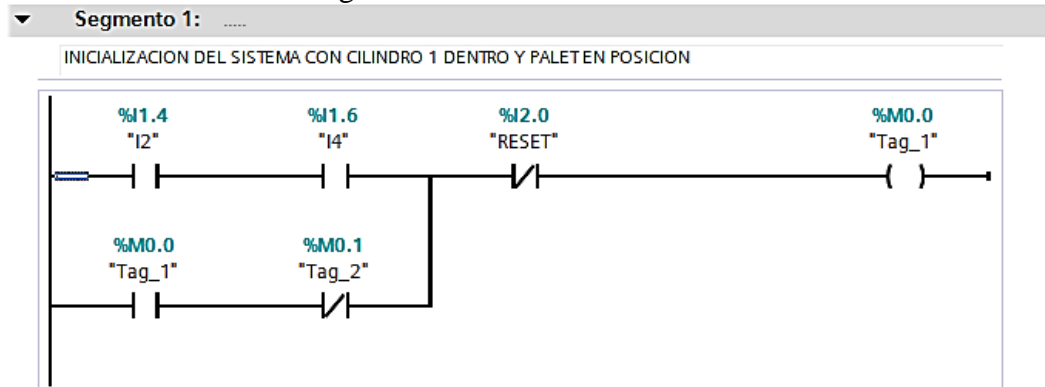 Segmento 1: .....
INICIALIZACION DEL SISTEMA CON CILINDRO 1 DENTRO Y PALET EN POSICION
%I1.4 %I1.6 %I2.0 %M0.0
"I2" "I4" "RESET" "Tag_1"
%M0.0 %M0.1
"Tag_1" "Tag_2"